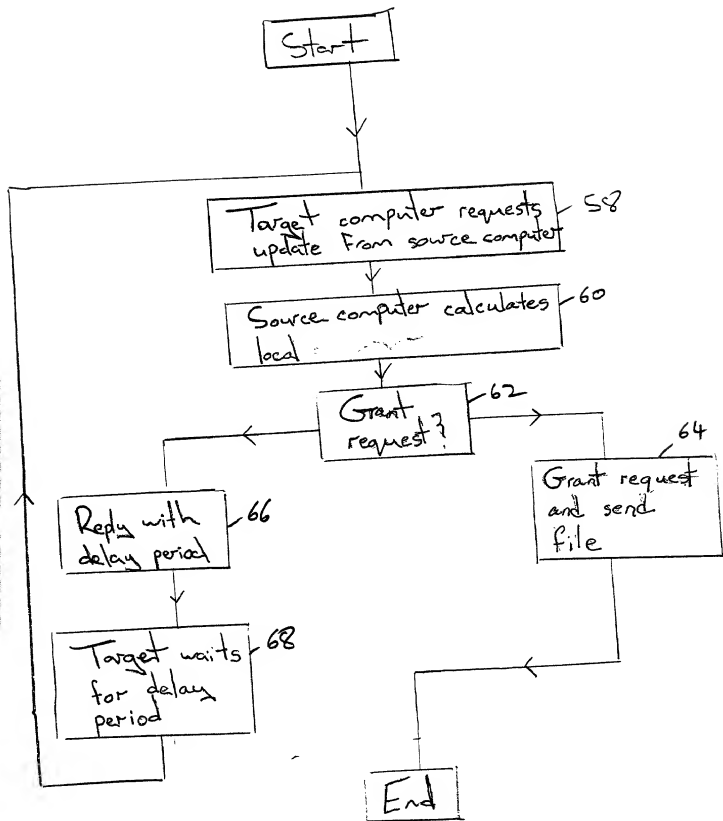 Start
Target computer requests
update from source computer
58
Source computer calculates
local
60
Grant
request?
62
Grant request
and send
file
64
Reply with
delay period
66
Target waits
for delay
period
68
End